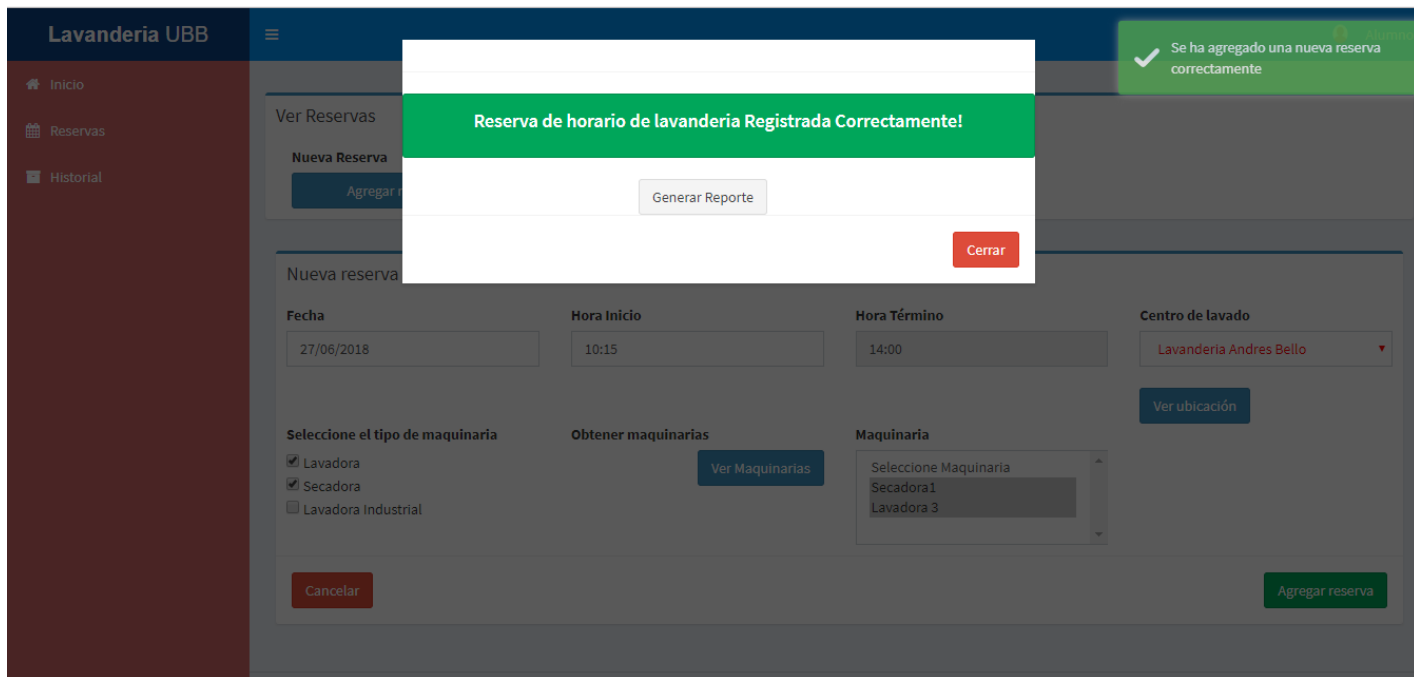 Lavanderia UBB
Alumno
Se ha agregado una nueva reserva
correctamente
Inicio
Reservas
Historial
Ver Reservas
Reserva de horario de lavanderia Registrada Correctamente!
Nueva Reserva
Agregar r
Generar Reporte
Cerrar
Nueva reserva
Fecha
Hora Inicio
Hora Término
Centro de lavado
27/06/2018
10:15
14:00
Lavanderia Andres Bello
Ver ubicación
Seleccione el tipo de maquinaria
Obtener maquinarias
Maquinaria
Lavadora
Secadora
Lavadora Industrial
Ver Maquinarias
Seleccione Maquinaria
Secadora1
Lavadora 3
Cancelar
Agregar reserva